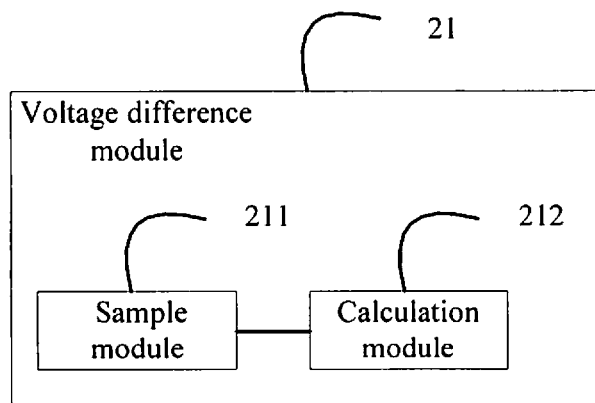 21
Voltage difference
module
211
212
Sample
module
Calculation
module